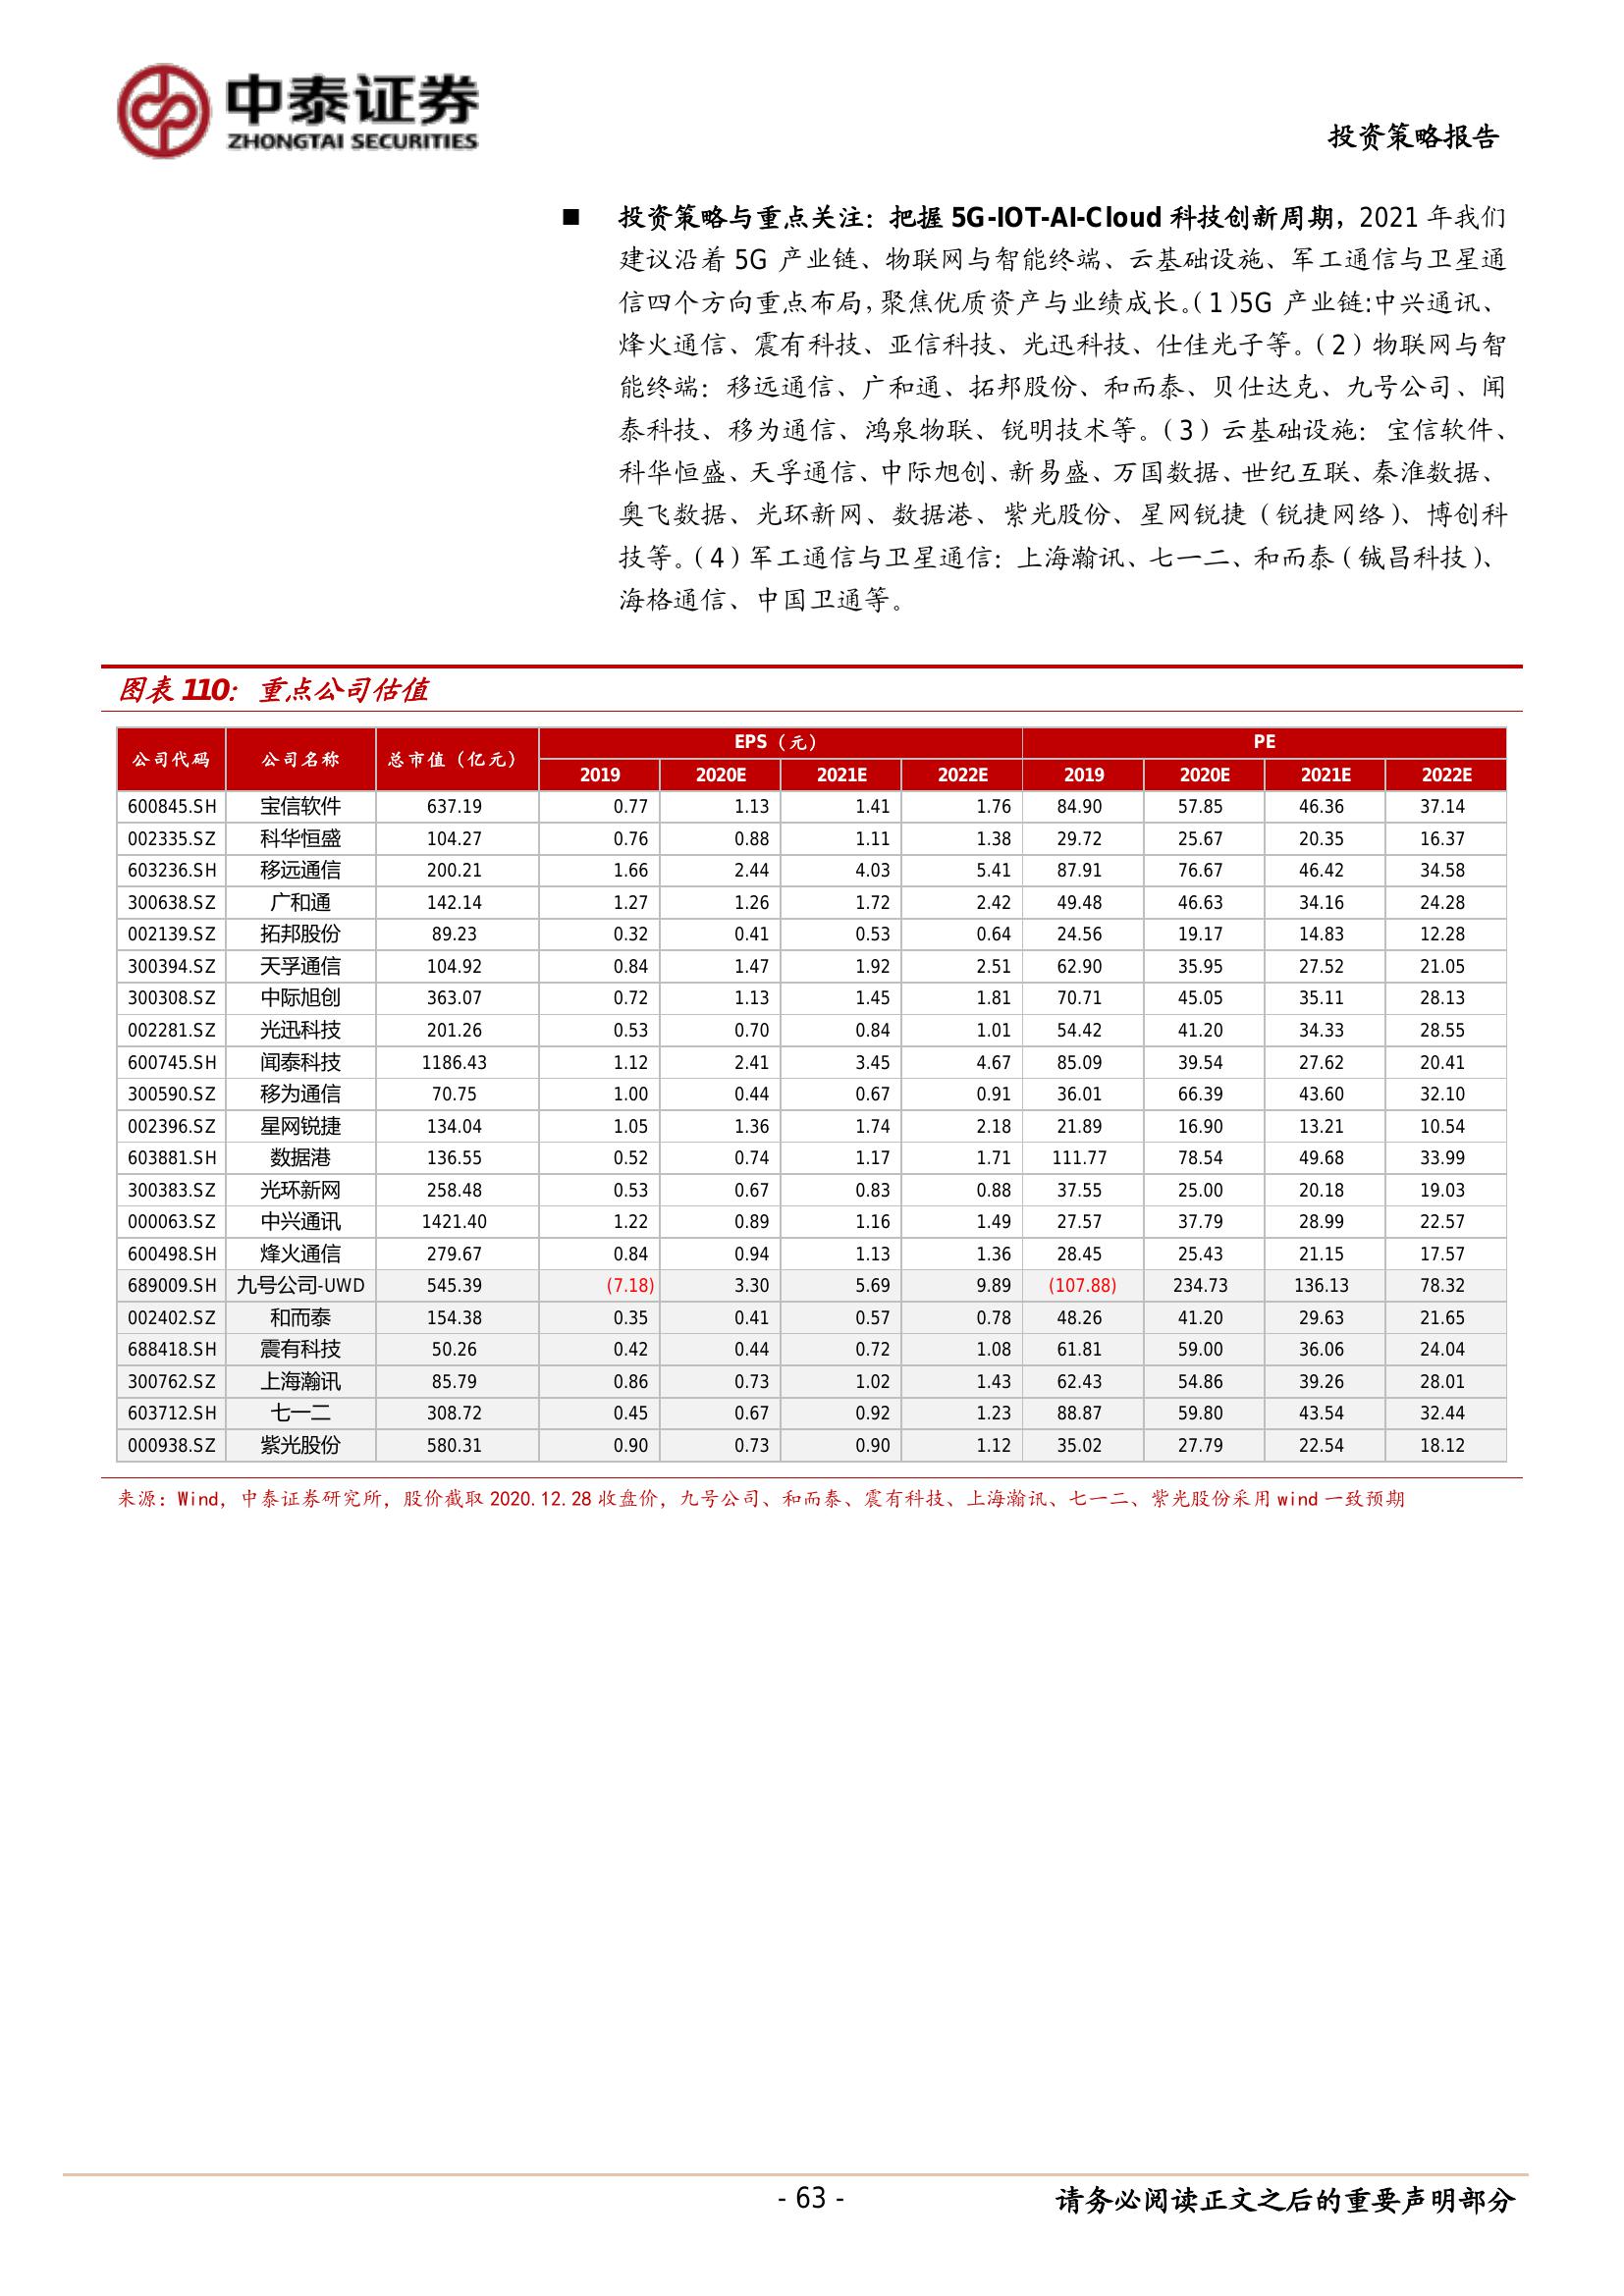 中泰证券
ZHONGTAI SECURITIES
投资策略报告
■ 投资策略与重点关注：把握 5G-IOT-AI-Cloud 科技创新周期，2021 年我们
建议沿着 5G 产业链、物联网与智能终端、云基础设施、军工通信与卫星通
信四个方向重点布局，聚焦优质资产与业绩成长。（1）5G 产业链:中兴通讯、
烽火通信、震有科技、亚信科技、光迅科技、仕佳光子等。（2）物联网与智
能终端：移远通信、广和通、拓邦股份、和而泰、贝仕达克、九号公司、闻
泰科技、移为通信、鸿泉物联、锐明技术等。（3）云基础设施：宝信软件、
科华恒盛、天孚通信、中际旭创、新易盛、万国数据、世纪互联、秦淮数据、
奥飞数据、光环新网、数据港、紫光股份、星网锐捷（锐捷网络）、博创科
技等。（4）军工通信与卫星通信：上海瀚讯、七一二、和而泰（铖昌科技）、
海格通信、中国卫通等。
图表 110：重点公司估值
公司代码 公司名称 总市值（亿元） EPS（元） PE
2019 2020E 2021E 2022E 2019 2020E 2021E 2022E
600845.SH 宝信软件 637.19 0.77 1.13 1.41 1.76 84.90 57.85 46.36 37.14
002335.SZ 科华恒盛 104.27 0.76 0.88 1.11 1.38 29.72 25.67 20.35 16.37
603236.SH 移远通信 200.21 1.66 2.44 4.03 5.41 87.91 76.67 46.42 34.58
300638.SZ 广和通 142.14 1.27 1.26 1.72 2.42 49.48 46.63 34.16 24.28
002139.SZ 拓邦股份 89.23 0.32 0.41 0.53 0.64 24.56 19.17 14.83 12.28
300394.SZ 天孚通信 104.92 0.84 1.47 1.92 2.51 62.90 35.95 27.52 21.05
300308.SZ 中际旭创 363.07 0.72 1.13 1.45 1.81 70.71 45.05 35.11 28.13
002281.SZ 光迅科技 201.26 0.53 0.70 0.84 1.01 54.42 41.20 34.33 28.55
600745.SH 闻泰科技 1186.43 1.12 2.41 3.45 4.67 85.09 39.54 27.62 20.41
300590.SZ 移为通信 70.75 1.00 0.44 0.67 0.91 36.01 66.39 43.60 32.10
002396.SZ 星网锐捷 134.04 1.05 1.36 1.74 2.18 21.89 16.90 13.21 10.54
603881.SH 数据港 136.55 0.52 0.74 1.17 1.71 111.77 78.54 49.68 33.99
300383.SZ 光环新网 258.48 0.53 0.67 0.83 0.88 37.55 25.00 20.18 19.03
000063.SZ 中兴通讯 1421.40 1.22 0.89 1.16 1.49 27.57 37.79 28.99 22.57
600498.SH 烽火通信 279.67 0.84 0.94 1.13 1.36 28.45 25.43 21.15 17.57
689009.SH 九号公司-UWD 545.39 (7.18) 3.30 5.69 9.89 (107.88) 234.73 136.13 78.32
002402.SZ 和而泰 154.38 0.35 0.41 0.57 0.78 48.26 41.20 29.63 21.65
688418.SH 震有科技 50.26 0.42 0.44 0.72 1.08 61.81 59.00 36.06 24.04
300762.SZ 上海瀚讯 85.79 0.86 0.73 1.02 1.43 62.43 54.86 39.26 28.01
603712.SH 七一二 308.72 0.45 0.67 0.92 1.23 88.87 59.80 43.54 32.44
000938.SZ 紫光股份 580.31 0.90 0.73 0.90 1.12 35.02 27.79 22.54 18.12
来源：Wind，中泰证券研究所，股价截取 2020.12.28 收盘价，九号公司、和而泰、震有科技、上海瀚讯、七一二、紫光股份采用 wind 一致预期
- 63 -
请务必阅读正文之后的重要声明部分